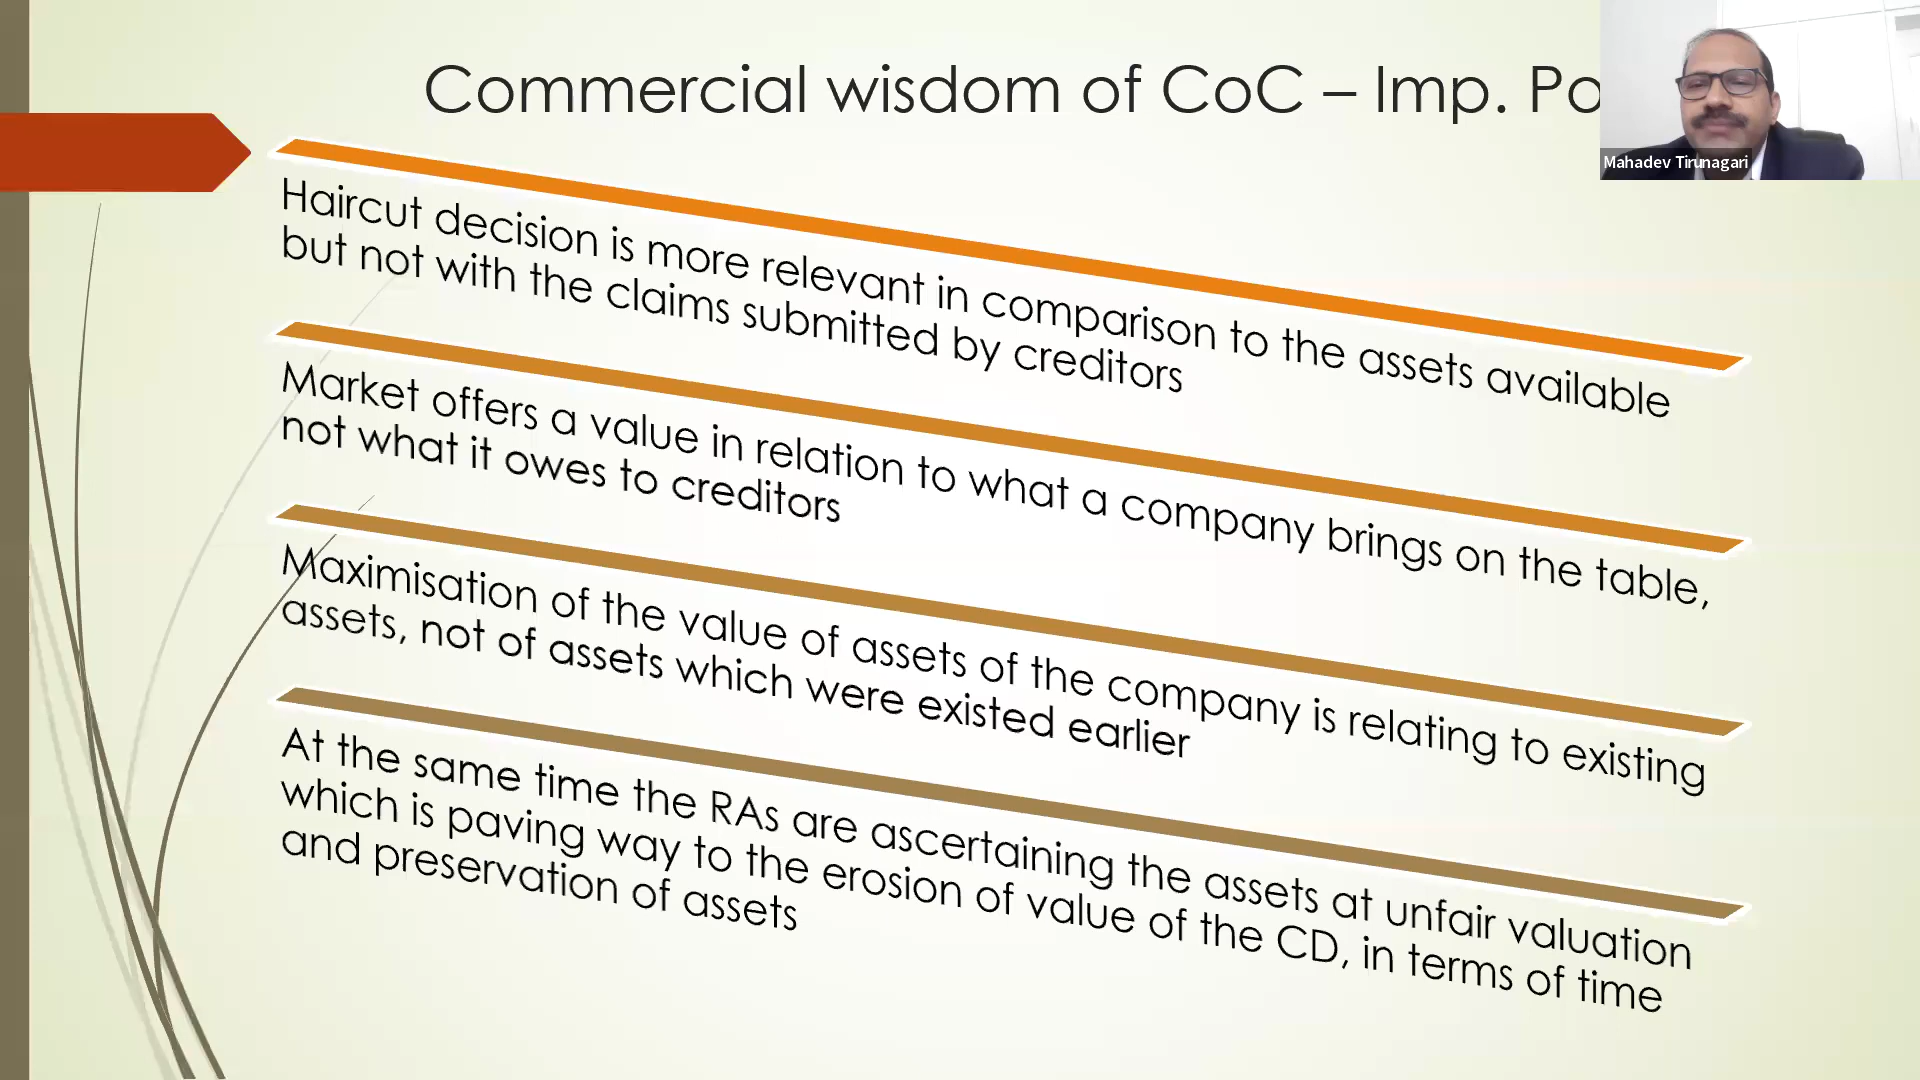 Commercial wisdom of CoC – Imp. Po
Mahadev Tirunagari
Haircut decision is more relevant in comparison to the assets available
but not with the claims submitted by creditors
Market offers a value in relation to what a company brings on the table,
not what it owes to creditors
Maximisation of the value of assets of the company is relating to existing
assets, not of assets which were existed earlier
At the same time the RAs are ascertaining the assets at unfair valuation
which is paving way to the erosion of value of the CD, in terms of time
and preservation of assets